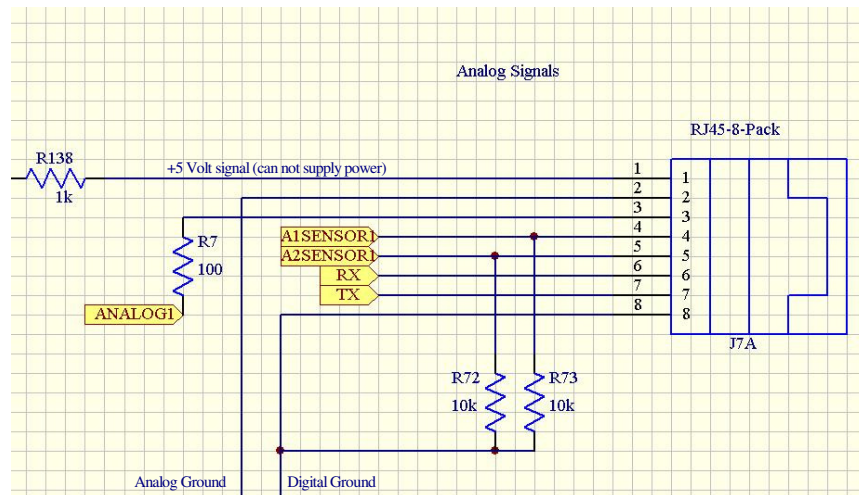 Analog Signals
RJ45-8-Pack
R138
1k
+5 Volt signal (can not supply power)
1
2
3
4
5
6
7
8
1
2
3
4
5
6
7
8
R7
100
A1SENSOR1
A2SENSOR1
RX
TX
ANALOG1
J7A
R72
10k
R73
10k
Analog Ground
Digital Ground